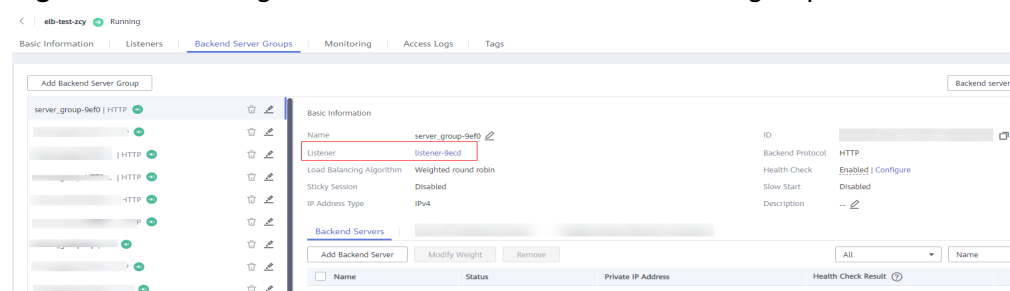 elb-test-zcy Running
Basic Information Listeners Backend Server Groups Monitoring Access Logs Tags
Add Backend Server Group Backend server
server_group-9ef0 | HTTP
Basic Information
Name server_group-9ef0 ID
| HTTP Listener listener-9ecd Backend Protocol HTTP
| HTTP Load Balancing Algorithm Weighted round robin Health Check Enabled | Configure
Sticky Session Disabled Slow Start Disabled
HTTP IP Address Type IPv4 Description --
Backend Servers
Add Backend Server Modify Weight Remove All Name
Name Status Private IP Address Health Check Result